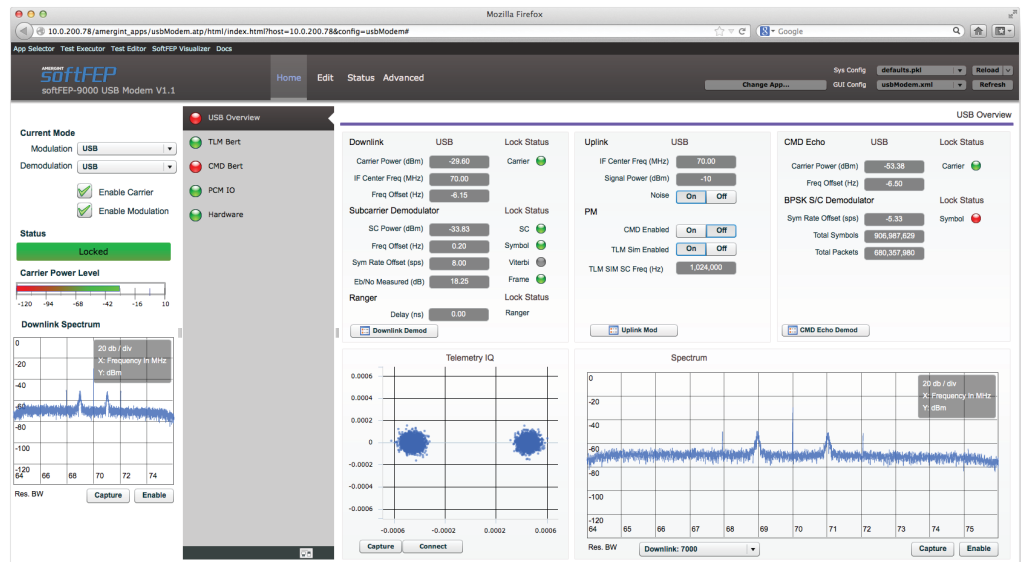 Mozilla Firefox
10.0.200.78/amergint_apps/usbModem.atp/html/index.html?host=10.0.200.78&config=usbModem#
Google
App Selector Test Executor Test Editor SoftFEP Visualizer Docs
AMERGINT
softFEP
softFEP-9000 USB Modem V1.1
Home Edit Status Advanced
Sys Config defaults.pkl Reload
Change App... GUI Config usbModem.xml Refresh
USB Overview
Current Mode
Modulation USB
Demodulation USB
Enable Carrier
Enable Modulation
Status
Locked
Carrier Power Level
-120 -94 -68 -42 -16 10
Downlink Spectrum
20 db / div
X: Frequency In MHz
Y: dBm
0
-20
-40
-60
-80
-100
-120
64 66 68 70 72 74
Res. BW Capture Enable
USB Overview
TLM Bert
CMD Bert
PCM IO
Hardware
Downlink USB Lock Status
Carrier Power (dBm) -29.60 Carrier
IF Center Freq (MHz) 70.00
Freq Offset (Hz) -6.15
Subcarrier Demodulator Lock Status
SC Power (dBm) -33.83 SC
Freq Offset (Hz) 0.20 Symbol
Sym Rate Offset (sps) 8.00 Viterbi
Eb/No Measured (dB) 18.25 Frame
Ranger Lock Status
Delay (ns) 0.00 Ranger
Downlink Demod
Uplink USB
IF Center Freq (MHz) 70.00
Signal Power (dBm) -10
Noise On Off
PM
CMD Enabled On Off
TLM Sim Enabled On Off
TLM SIM SC Freq (Hz) 1,024,000
Uplink Mod
CMD Echo USB Lock Status
Carrier Power (dBm) -53.38 Carrier
Freq Offset (Hz) -6.50
BPSK S/C Demodulator Lock Status
Sym Rate Offset (sps) -5.33 Symbol
Total Symbols 906,987,629
Total Packets 680,357,980
CMD Echo Demod
Telemetry IQ
0.0006
0.0004
0.0002
0
-0.0002
-0.0004
-0.0006
-0.0006 -0.0002 0.0002 0.0006
Capture Connect
Spectrum
20 db / div
X: Frequency In MHz
Y: dBm
0
-20
-40
-60
-80
-100
-120
64 65 66 67 68 69 70 71 72 73 74 75
Res. BW Downlink: 7000 Capture Enable